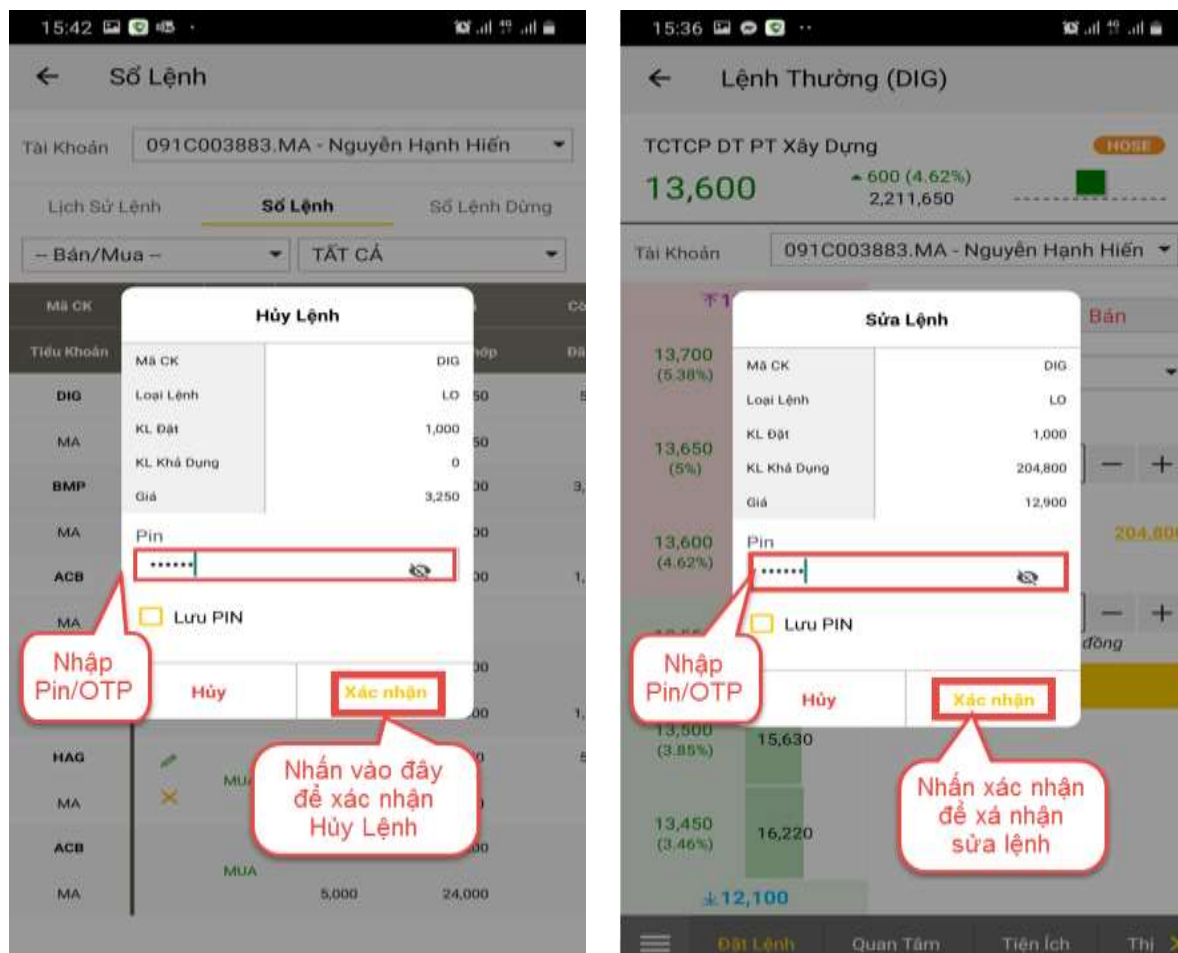 15:42
Sổ Lệnh
Tài Khoản 091C003883.MA - Nguyễn Hạnh Hiến
Lịch Sử Lệnh Sổ Lệnh Sổ Lệnh Dừng
-- Bán/Mua -- TẤT CẢ
Mã CK
Tiểu Khoản
DIG
MA
BMP
MA
ACB
MA
Hủy Lệnh
Mã CK DIG
Loại Lệnh LO
KL Đặt 1,000
KL Khả Dụng 0
Giá 3,250
Pin
Lưu PIN
Nhập
Pin/OTP
Hủy Xác nhận
Nhấn vào đây
để xác nhận
Hủy Lệnh
HAG
MA
ACB
MUA
MA 5,000 24,000
15:36
Lệnh Thường (DIG)
TCTCP DT PT Xây Dựng HOSE
13,600 600 (4.62%)
2,211,650
Tài Khoản 091C003883.MA - Nguyễn Hạnh Hiến
Bán
13,700
(5.38%)
13,650
(5%)
13,600
(4.62%)
204,800
Sửa Lệnh
Mã CK DIG
Loại Lệnh LO
KL Đặt 1,000
KL Khả Dụng 204,800
Giá 12,900
Pin
Lưu PIN
đồng
Nhập
Pin/OTP
Hủy Xác nhận
13,500
(3.85%)
15,630
Nhấn xác nhận
để xá nhận
sửa lệnh
13,450
(3.46%)
16,220
12,100
Đặt Lệnh Quan Tâm Tiện Ích Thị